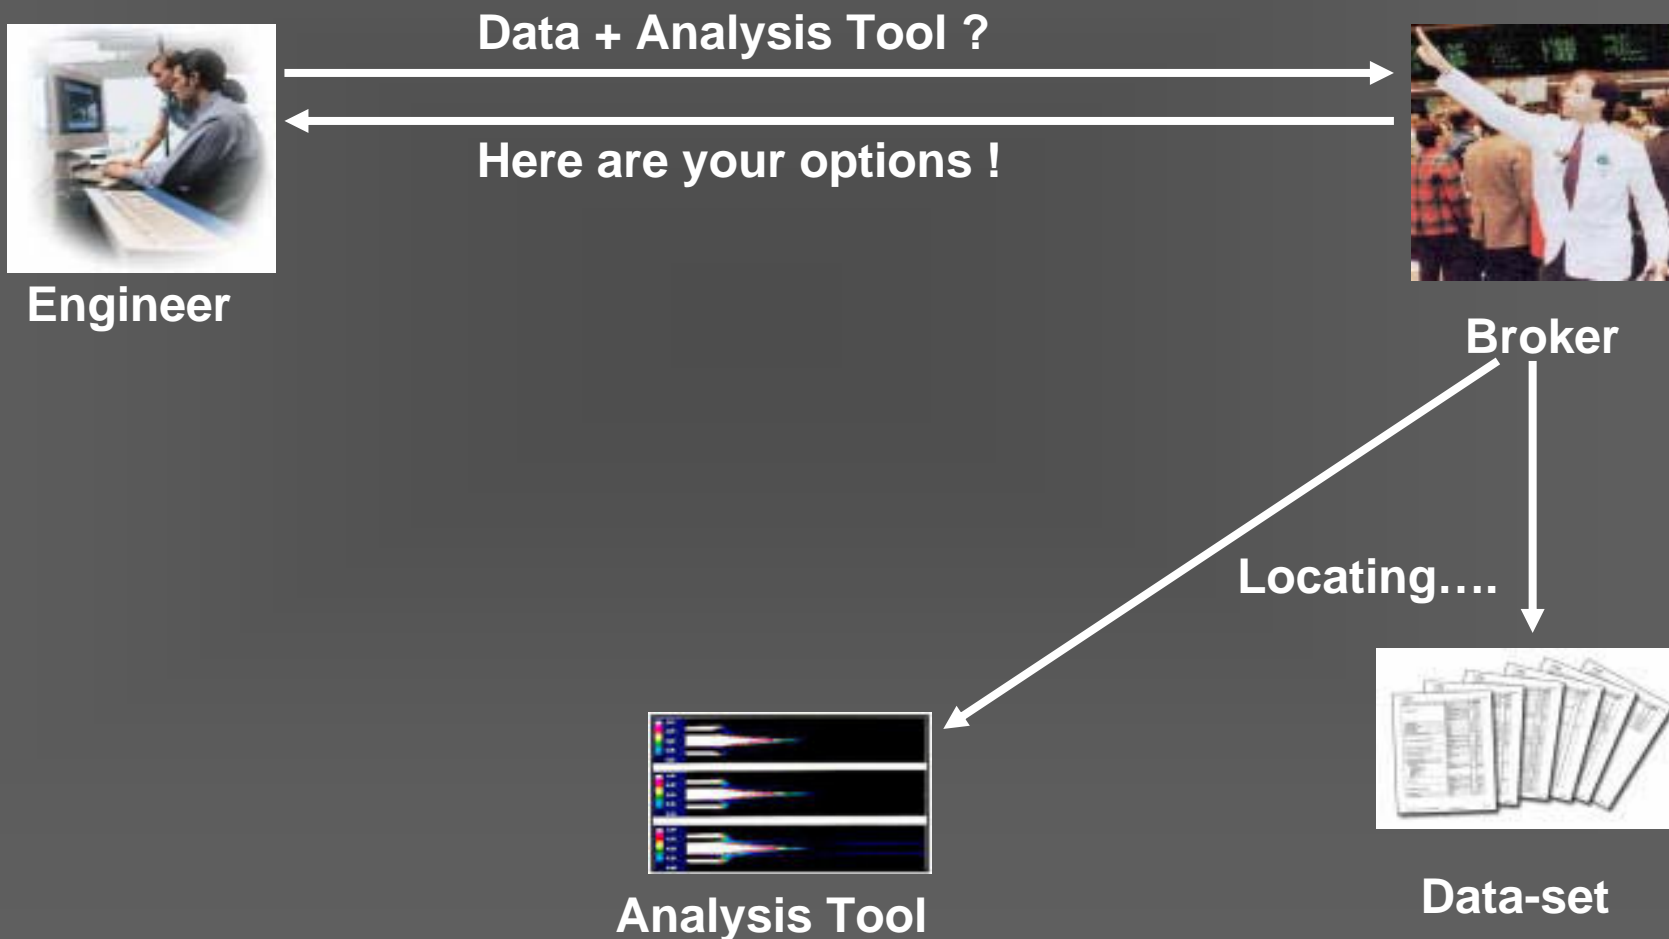 Data + Analysis Tool ?
Here are your options !
Engineer
Broker
Locating….
Analysis Tool
Data-set